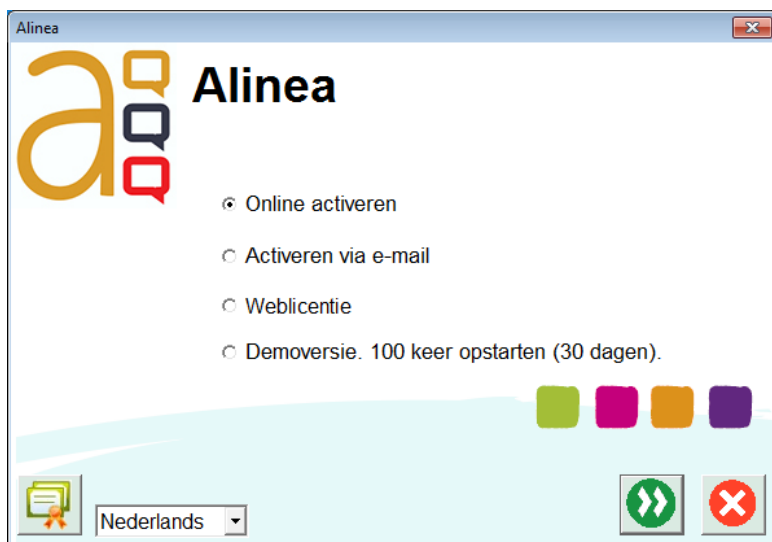 Alinea
Alinea
Online activeren
Activeren via e-mail
Weblicentie
Demoversie. 100 keer opstarten (30 dagen).
Nederlands